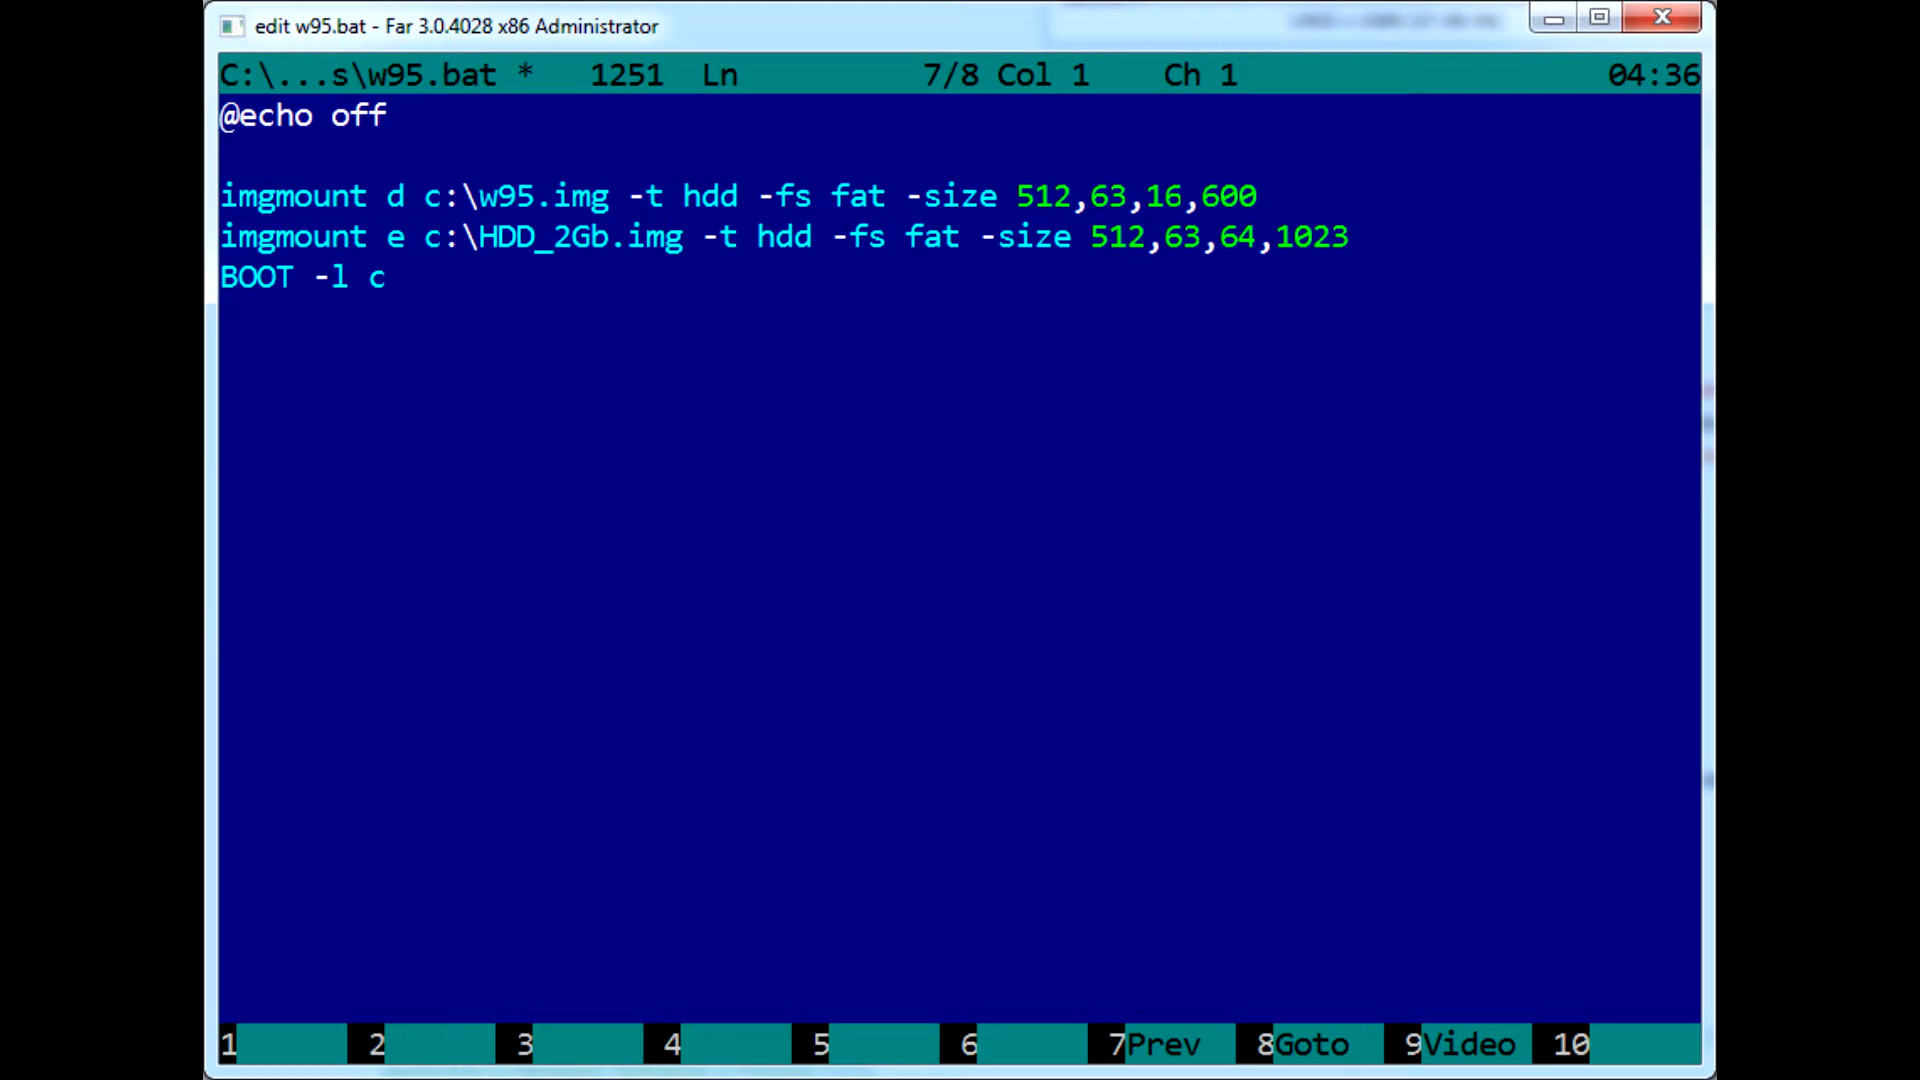 edit w95.bat - Far 3.0.4028 x86 Administrator
C:\...s\w95.bat * 1251 Ln 7/8 Col 1 Ch 1 04:36
@echo off
imgmount d c:\w95.img -t hdd -fs fat -size 512,63,16,600
imgmount e c:\HDD_2Gb.img -t hdd -fs fat -size 512,63,64,1023
BOOT -l c
1 2 3 4 5 6 7Prev 8Goto 9Video 10